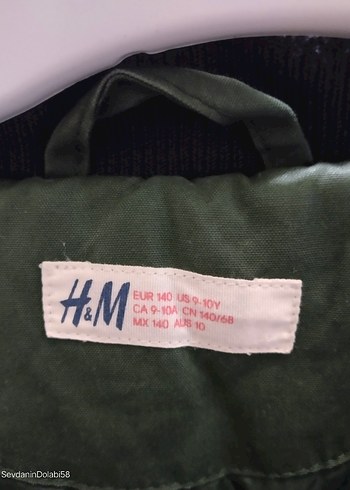 H&M
EUR 140 US 9-10Y
CA 9-10A CN 140/68
MX 140 AUS 10
SevdaninDolabi58